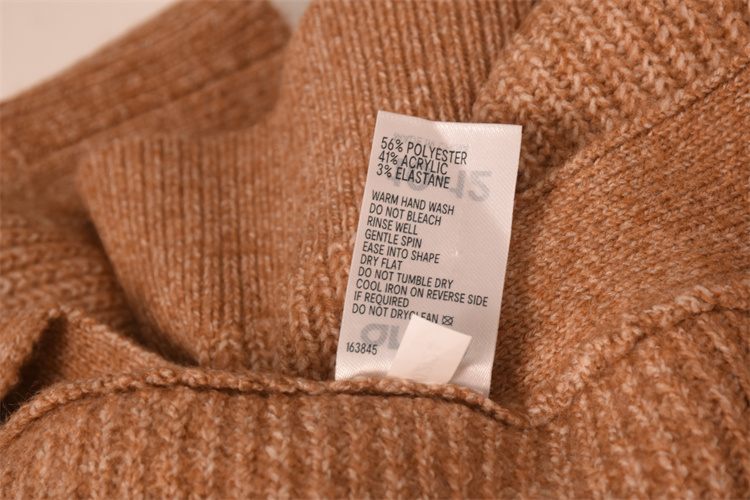 56% POLYESTER
41% ACRYLIC
3% ELASTANE
WARM HAND WASH
DO NOT BLEACH
RINSE WELL
GENTLE SPIN
EASE INTO SHAPE
DRY FLAT
DO NOT TUMBLE DRY
COOL IRON ON REVERSE SIDE
IF REQUIRED
DO NOT DRYCLEAN
163845